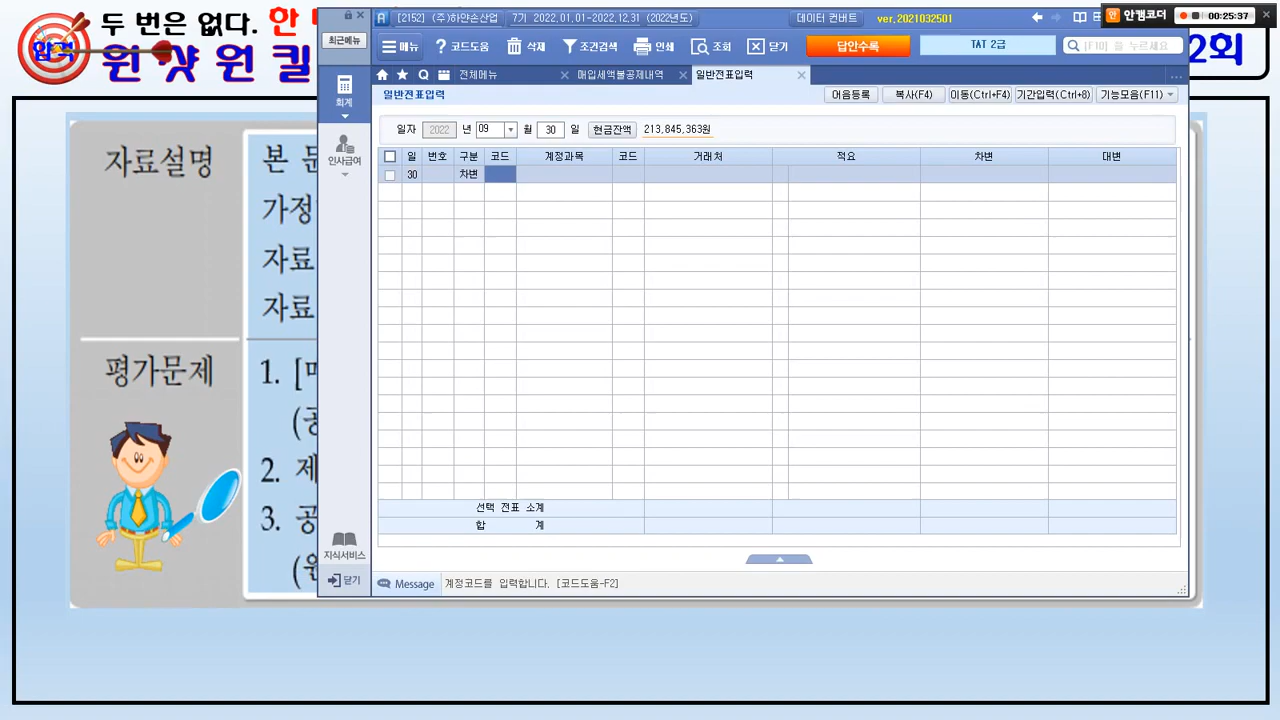 두 번은 없다. 한
합격
원 샷 원 킬
2회
최근메뉴
회계
인사급여
지식서비스
닫기
[2152] (주)하얀손산업
7기 2022.01.01~2022.12.31 (2022년도)
데이터 컨버트
ver.2021032501
안캠코더
00:25:37
메뉴
코드도움
삭제
조건검색
인쇄
조회
닫기
답안수록
TAT 2급
[F10] 을 누르세요
전체메뉴
매입세액불공제내역
일반전표입력
일반전표입력
어음등록
복사(F4)
이동(Ctrl+F4)
기간입력(Ctrl+8)
기능모음(F11)
일자 2022 년 09 월 30 일 현금잔액 213,845,363원
일 번호 구분 코드 계정과목 코드 거래처 적요 차변 대변
30 차변
선택 전표 소계
합 계
Message 계정코드를 입력합니다. [코드도움-F2]
자료설명
본
가정
자료
자료
평가문제
1.
2. 제
3. 공